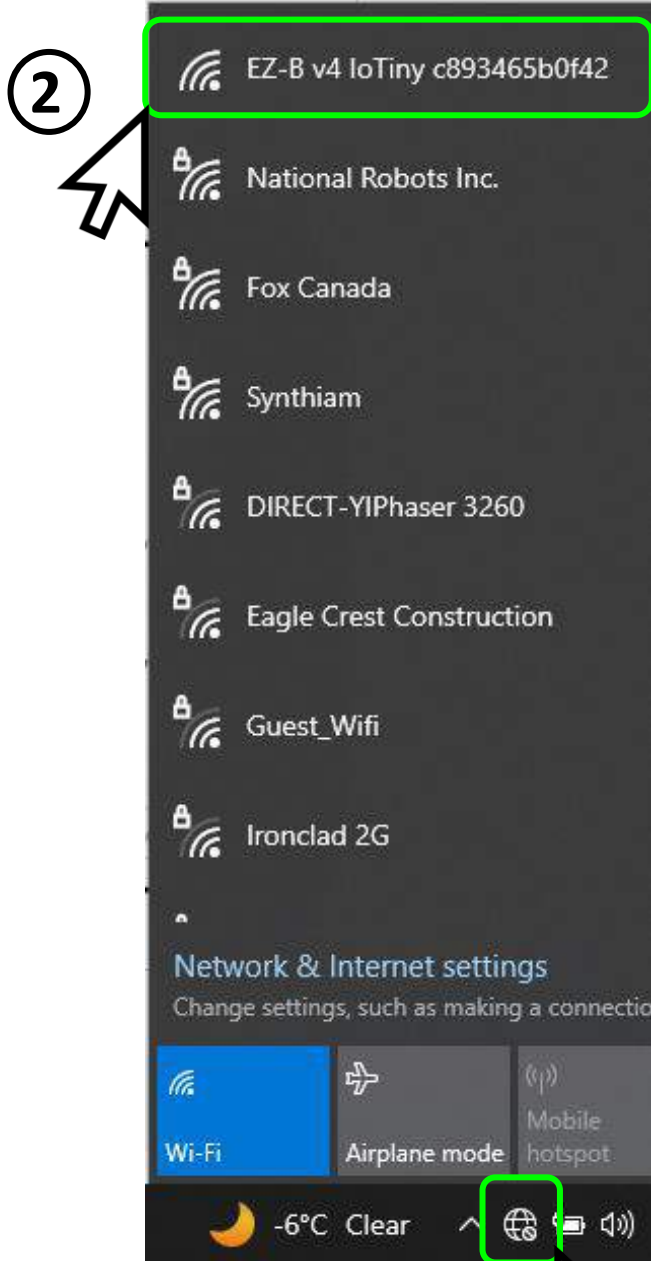 2
EZ-B v4 IoTiny c893465b0f42
National Robots Inc.
Fox Canada
Synthiam
DIRECT-YIPhaser 3260
Eagle Crest Construction
Guest_Wifi
Ironclad 2G
Network & Internet settings
Change settings, such as making a connectio
Wi-Fi
Airplane mode
Mobile
hotspot
-6°C Clear